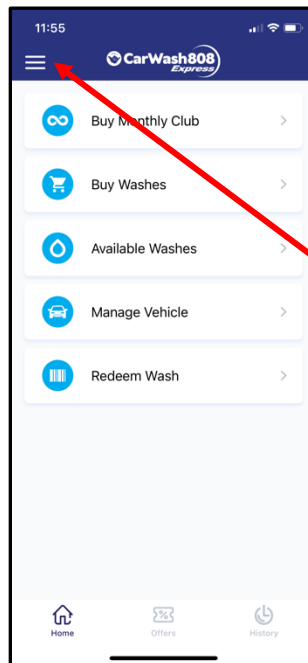 11:55
CarWash808
Express
Buy Monthly Club
Buy Washes
Available Washes
Manage Vehicle
Redeem Wash
Home
Offers
History